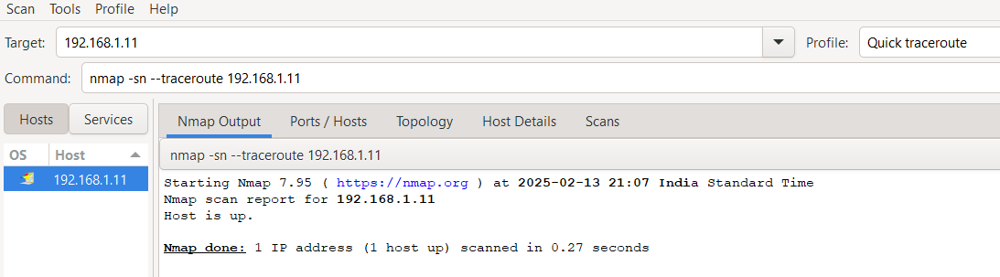 Scan Tools Profile Help
Target: 192.168.1.11 Profile: Quick traceroute
Command: nmap -sn --traceroute 192.168.1.11
Hosts Services Nmap Output Ports / Hosts Topology Host Details Scans
OS Host nmap -sn --traceroute 192.168.1.11
192.168.1.11
Starting Nmap 7.95 ( https://nmap.org ) at 2025-02-13 21:07 India Standard Time
Nmap scan report for 192.168.1.11
Host is up.
Nmap done: 1 IP address (1 host up) scanned in 0.27 seconds